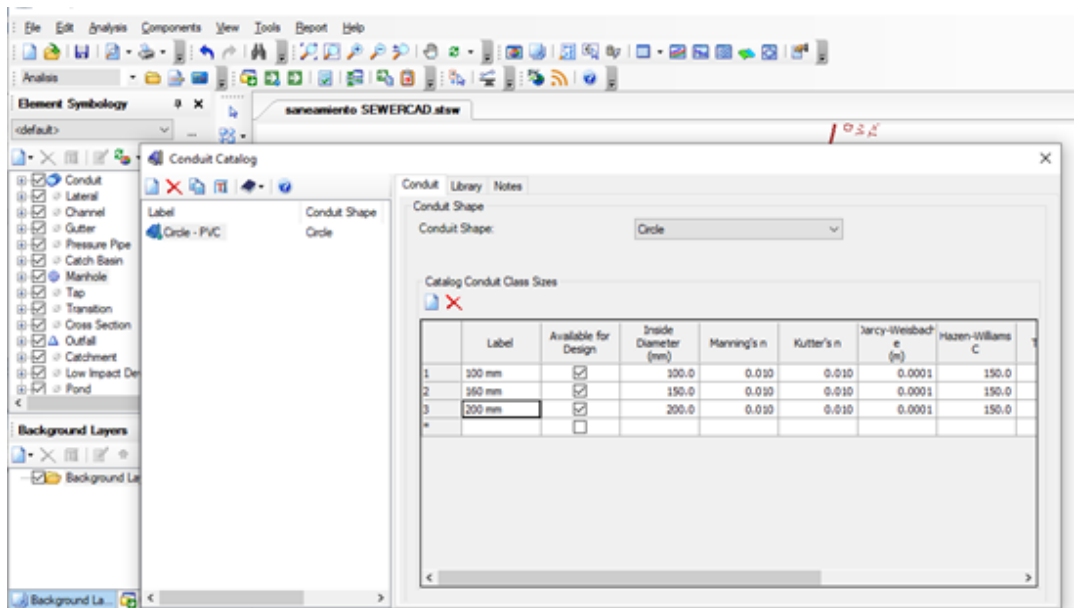 File Edit Analysis Components View Tools Report Help
Analisis
Element Symbology
saneamiento SEWERCAD.stsw
<default>
Conduit
Lateral
Channel
Gutter
Pressure Pipe
Catch Basin
Manhole
Tap
Transition
Cross Section
Outfall
Catchment
Low Impact De
Pond
Background Layers
Background La
Background La...
Conduit Catalog
Label Conduit Shape
Circle - PVC Circle
Conduit Library Notes
Conduit Shape
Conduit Shape: Circle
Catalog Conduit Class Sizes
Label Available for Design Inside Diameter (mm) Manning's n Kutter's n Darcy-Weisbach e (m) Hazen-Williams C T
1 100 mm 100.0 0.010 0.010 0.0001 150.0
2 160 mm 150.0 0.010 0.010 0.0001 150.0
3 200 mm 200.0 0.010 0.010 0.0001 150.0
*